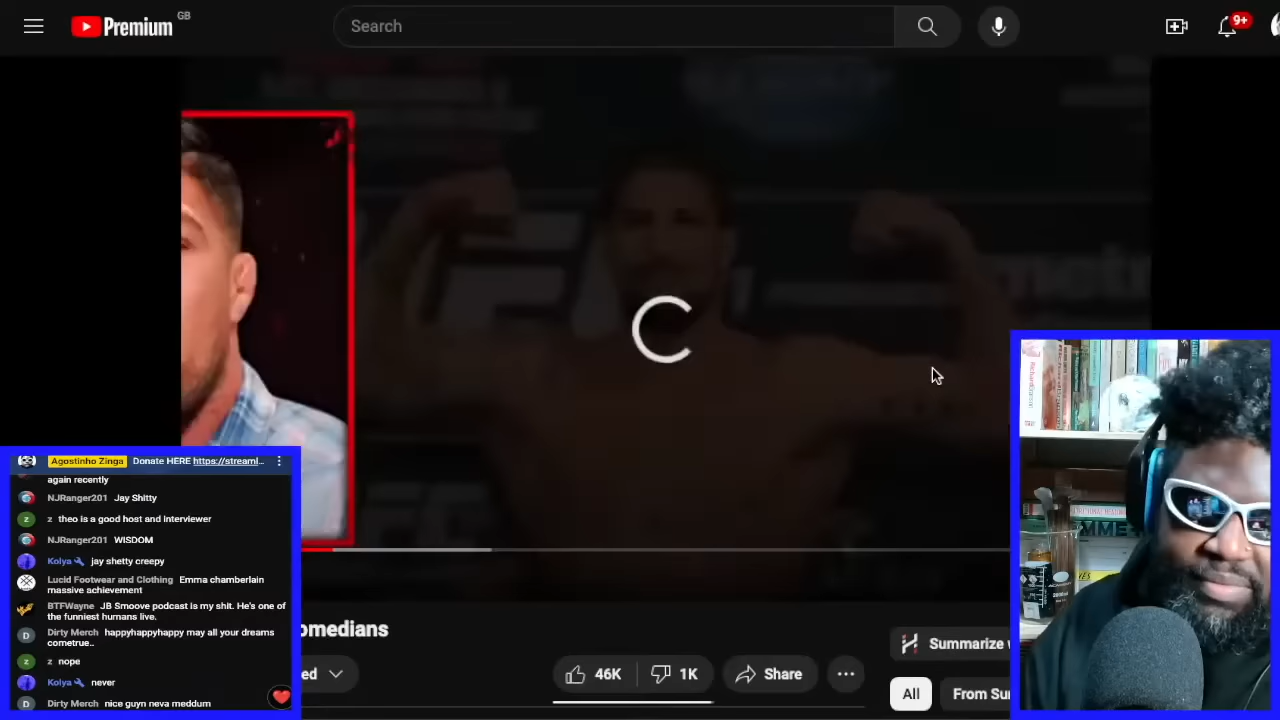 Premium GB
Search
9+
Agostinho Zinga Donate HERE https://streaml...
again recently
NJRanger201 Jay Shitty
z theo is a good host and interviewer
NJRanger201 WISDOM
Kolya jay shetty creepy
Lucid Footwear and Clothing Emma chamberlain
massive achievement
BTFWayne JB Smoove podcast is my shit. He's one of
the funniest humans live.
Dirty Merch happyhappyhappy may all your dreams
cometrue..
z nope
Kolya never
Dirty Merch nice guyn neva meddum
omedians
ed
46K
1K
Share
Summarize
All
From Su